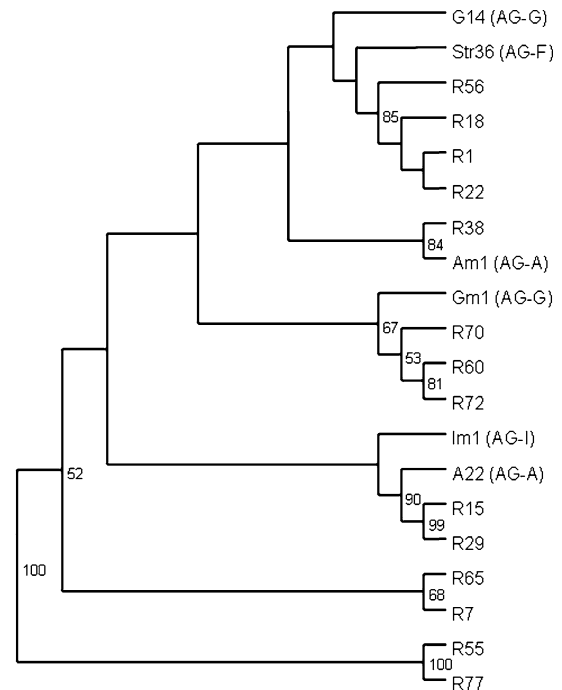 G14 (AG-G)
Str36 (AG-F)
R56
85
R18
R1
R22
R38
84
Am1 (AG-A)
Gm1 (AG-G)
67
R70
53
R60
81
R72
Im1 (AG-I)
A22 (AG-A)
52
90
R15
99
R29
100
R65
68
R7
R55
100
R77